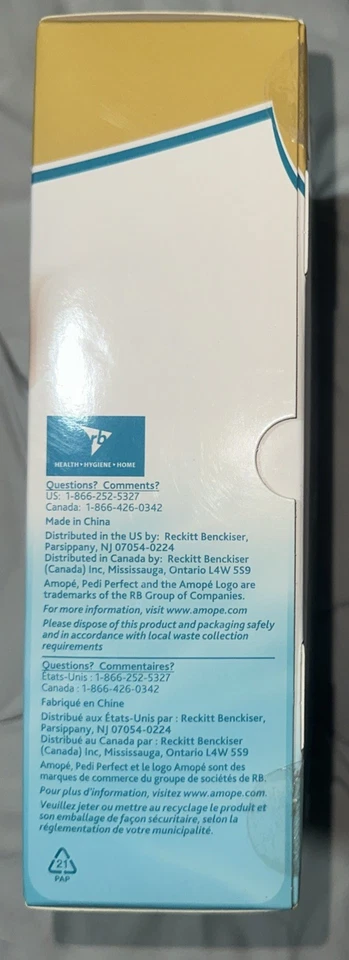 rb
HEALTH • HYGIENE • HOME
Questions? Comments?
US: 1-866-252-5327
Canada: 1-866-426-0342
Made in China
Distributed in the US by: Reckitt Benckiser,
Parsippany, NJ 07054-0224
Distributed in Canada by: Reckitt Benckiser
(Canada) Inc, Mississauga, Ontario L4W 5S9
Amopé, Pedi Perfect and the Amopé Logo are
trademarks of the RB Group of Companies.
For more information, visit www.amope.com
Please dispose of this product and packaging safely
and in accordance with local waste collection
requirements
Questions? Commentaires?
États-Unis : 1-866-252-5327
Canada : 1-866-426-0342
Fabriqué en Chine
Distribué aux États-Unis par : Reckitt Benckiser,
Parsippany, NJ 07054-0224
Distribué au Canada par : Reckitt Benckiser
(Canada) Inc, Mississauga, Ontario L4W 5S9
Amopé, Pedi Perfect et le logo Amopé sont des
marques de commerce du groupe de sociétés de RB.
Pour plus d'information, visitez www.amope.com.
Veuillez jeter ou mettre au recyclage le produit et
son emballage de façon sécuritaire, selon la
réglementation de votre municipalité.
21
PAP